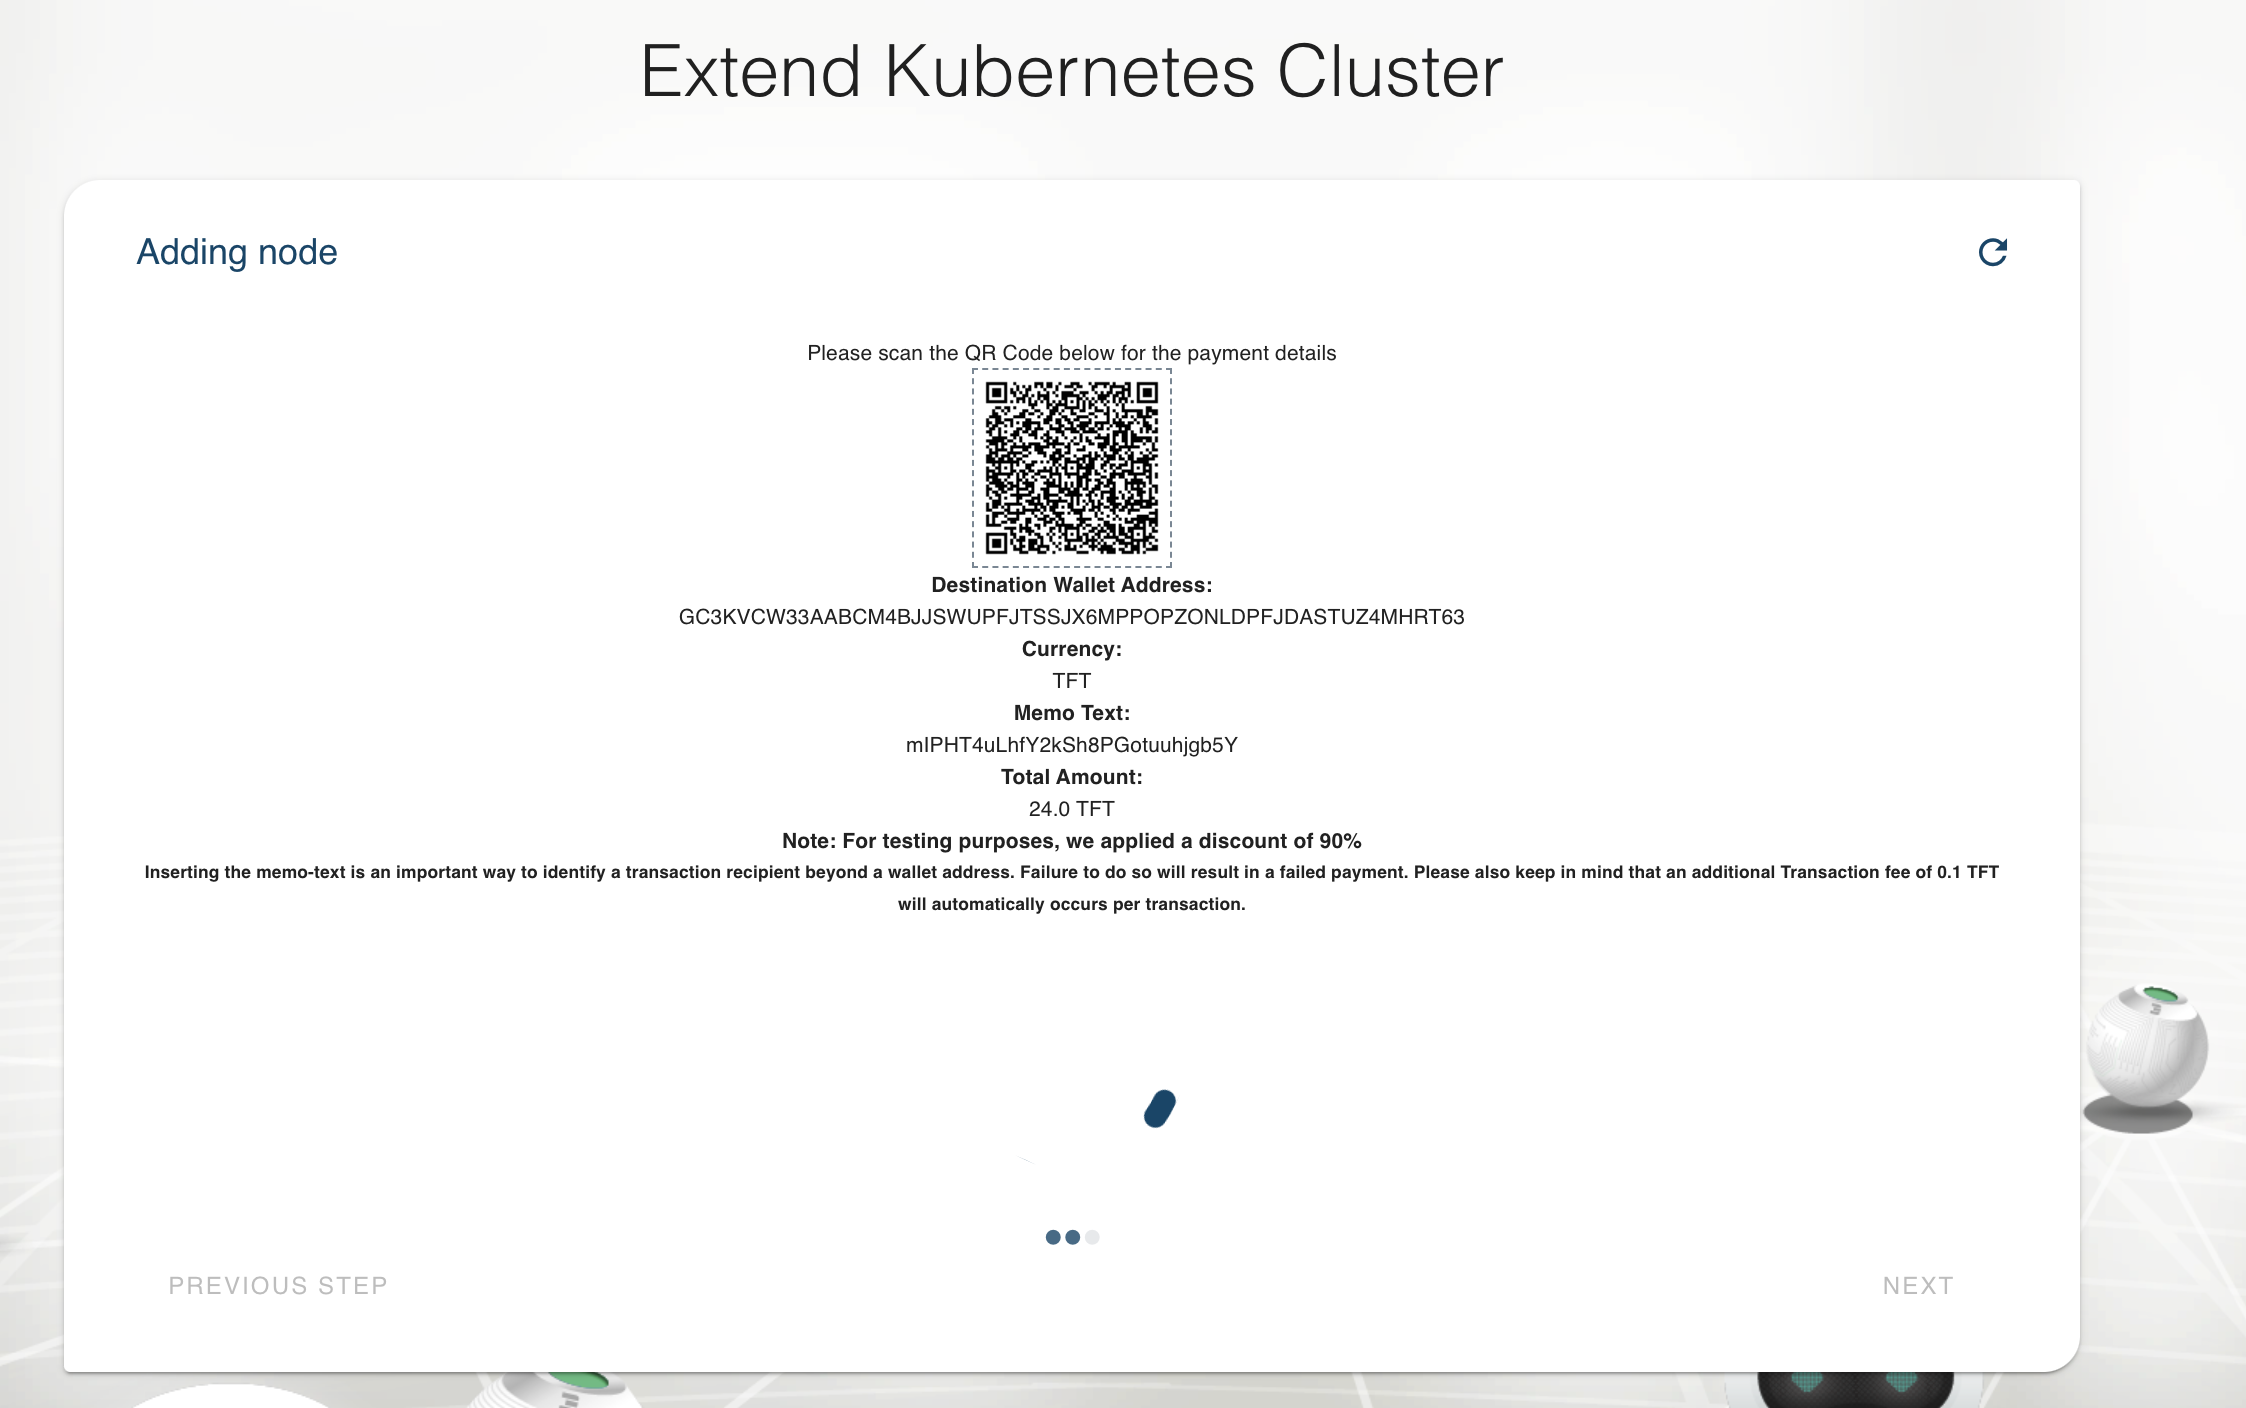 Extend Kubernetes Cluster
Adding node
Please scan the QR Code below for the payment details
Destination Wallet Address:
GC3KVCW33AABCM4BJJSWUPFJTSSJX6MPPOPZONLDPFJDASTUZ4MHRT63
Currency:
TFT
Memo Text:
mIPHT4uLhfY2kSh8PGotuuhjgb5Y
Total Amount:
24.0 TFT
Note: For testing purposes, we applied a discount of 90%
Inserting the memo-text is an important way to identify a transaction recipient beyond a wallet address. Failure to do so will result in a failed payment. Please also keep in mind that an additional Transaction fee of 0.1 TFT
will automatically occurs per transaction.
PREVIOUS STEP
NEXT